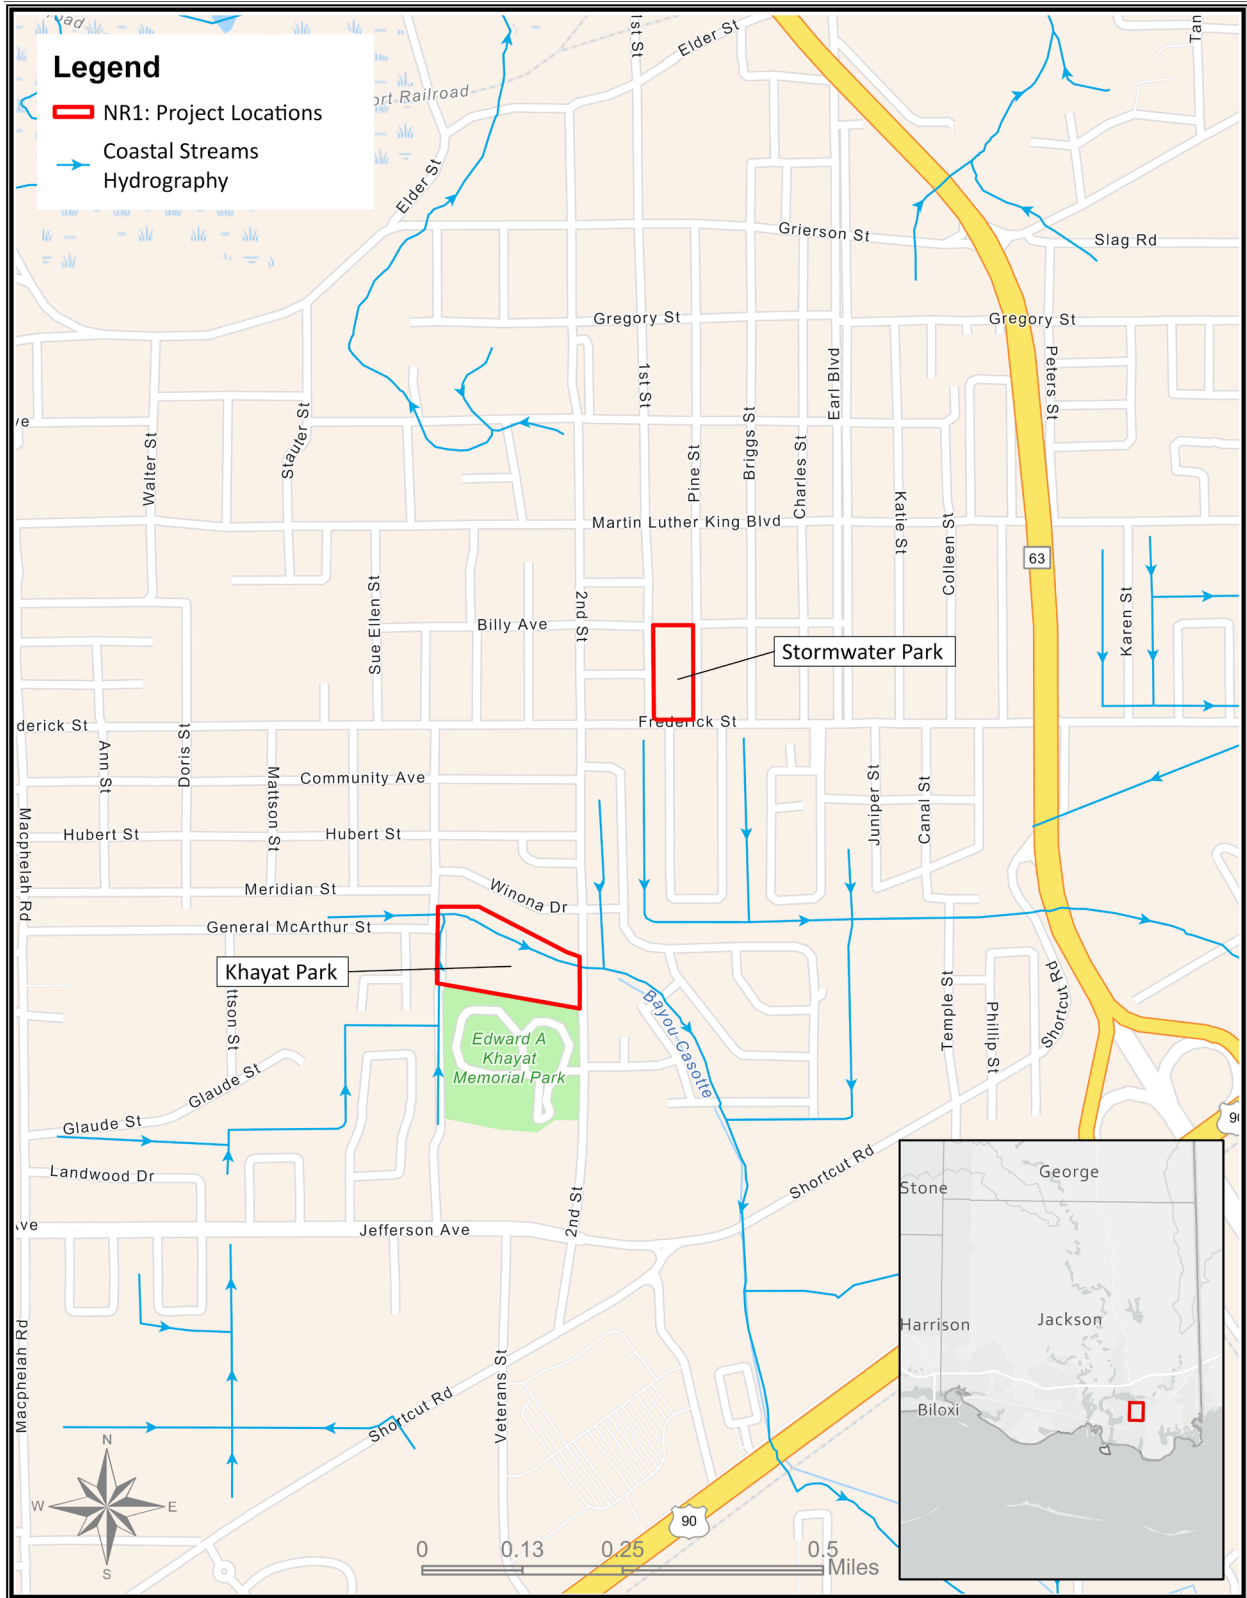 Legend
NR1: Project Locations
Coastal Streams
Hydrography
ort Railroad
1st St
Elder St
Tan
Elder St
Grierson St
Slag Rd
Gregory St
Gregory St
1st St
Earl Blvd
Peters St
ve
Walter St
Stauter St
Pine St
Briggs St
Charles St
Katie St
Colleen St
Martin Luther King Blvd
63
Sue Ellen St
Billy Ave
2nd St
Karen St
Stormwater Park
derick St
Frederick St
Ann St
Doris St
Mattson St
Community Ave
Juniper St
Canal St
Macphelah Rd
Hubert St
Hubert St
Meridian St
Winona Dr
General McArthur St
Khayat Park
tton St
Bayou Casotte
Temple St
Phillip St
Shortcut Rd
Edward A
Khayat
Memorial Park
Glaude St
Glaude St
Landwood Dr
Shortcut Rd
90
ve
Jefferson Ave
2nd St
Macphelah Rd
Veterans St
Shortcut Rd
George
Stone
Jackson
Harrison
Biloxi
N
W
E
S
90
0
0.13
0.25
0.5
Miles